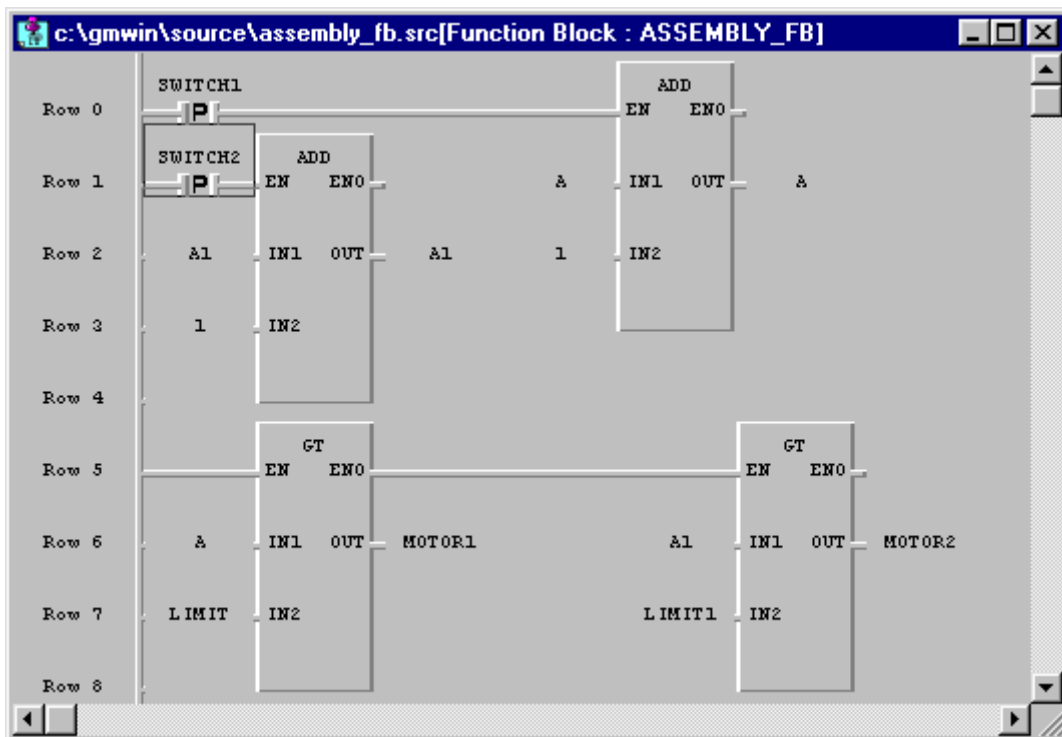 c:\gmwin\source\assembly_fb.src[Function Block : ASSEMBLY_FB]
SWITCH1 ADD
Row 0 P EN ENO
SWITCH2 ADD
Row 1 P EN ENO A IN1 OUT A
Row 2 A1 IN1 OUT A1 1 IN2
Row 3 1 IN2
Row 4
GT GT
Row 5 EN ENO EN ENO
Row 6 A IN1 OUT MOTOR1 A1 IN1 OUT MOTOR2
Row 7 LIMIT IN2 LIMIT1 IN2
Row 8